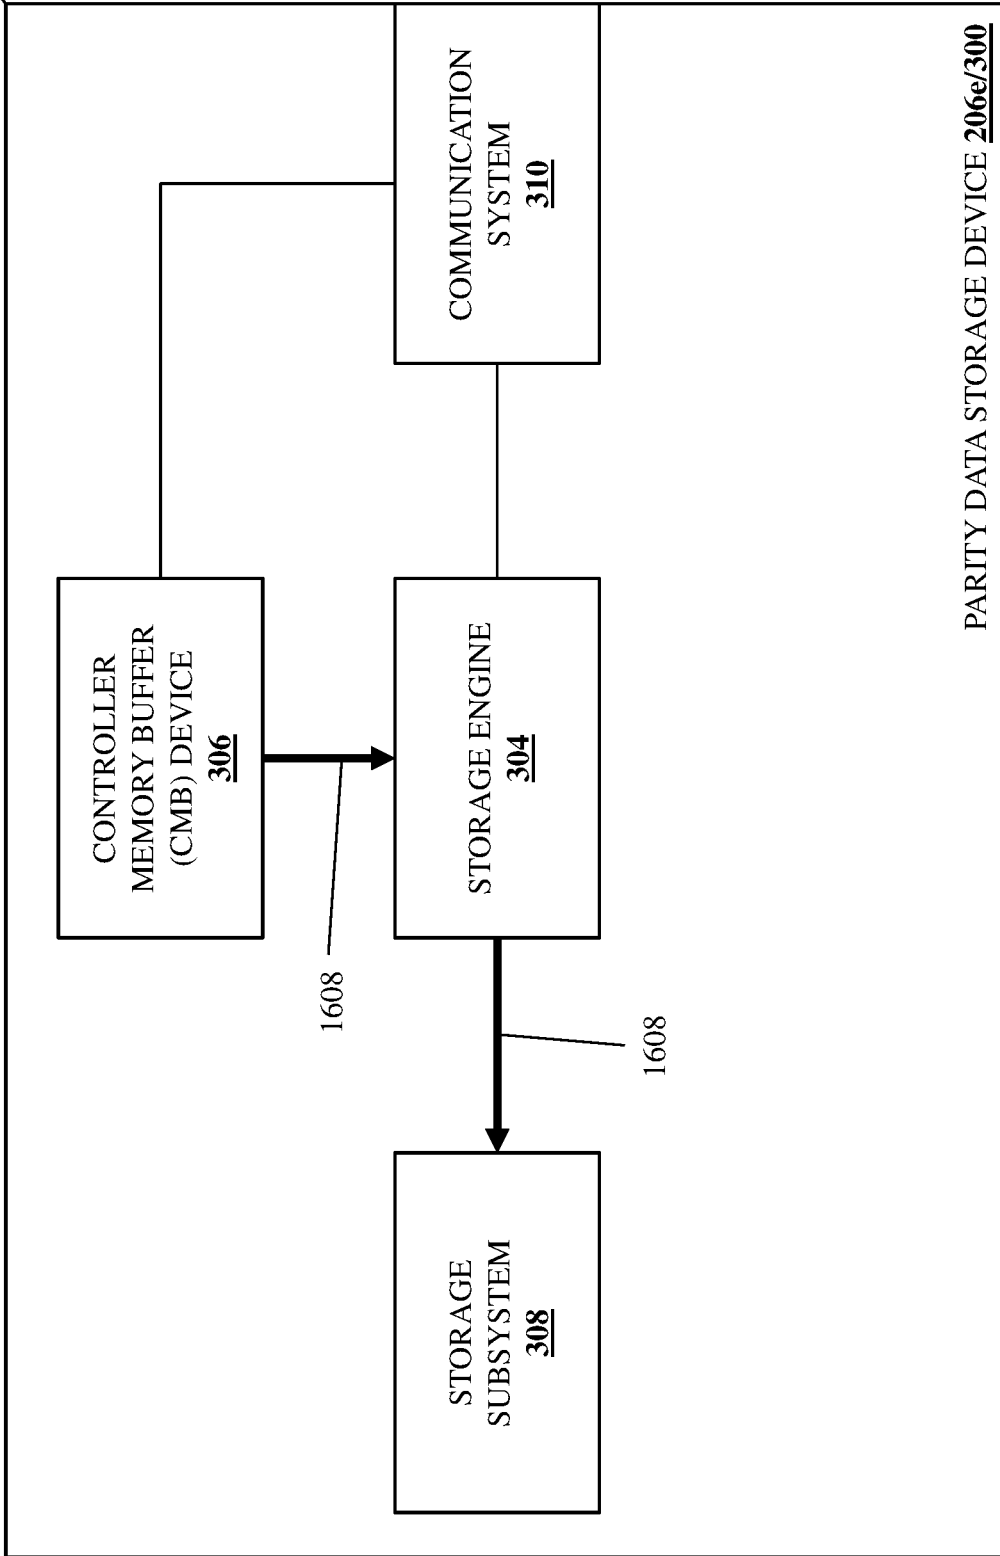 CONTROLLER
MEMORY BUFFER
(CMB) DEVICE
306
1608
STORAGE
SUBSYSTEM
308
STORAGE ENGINE
304
COMMUNICATION
SYSTEM
310
1608
PARITY DATA STORAGE DEVICE 206e/300